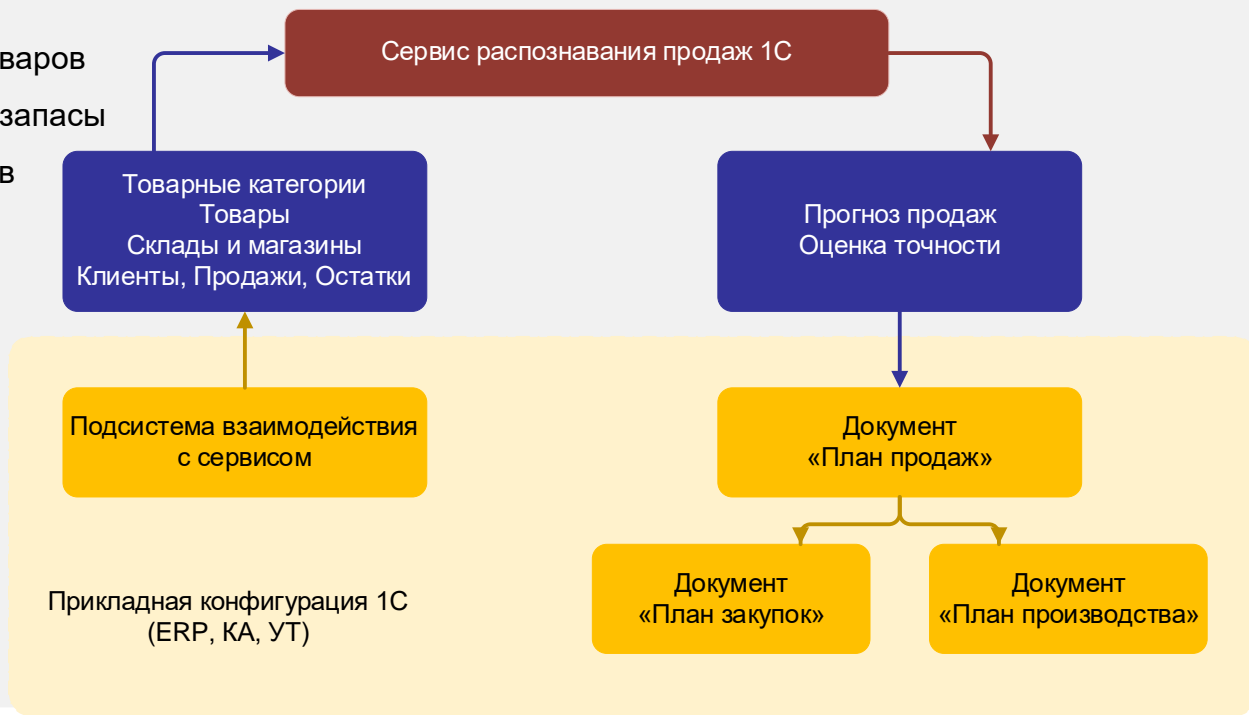 Сервис распознавания продаж 1С
запасы
в
Товарные категории
Товары
Склады и магазины
Клиенты, Продажи, Остатки
Прогноз продаж
Оценка точности
Подсистема взаимодействия
с сервисом
Документ
«План продаж»
Документ
«План закупок»
Документ
«План производства»
Прикладная конфигурация 1С
(ERP, КА, УТ)